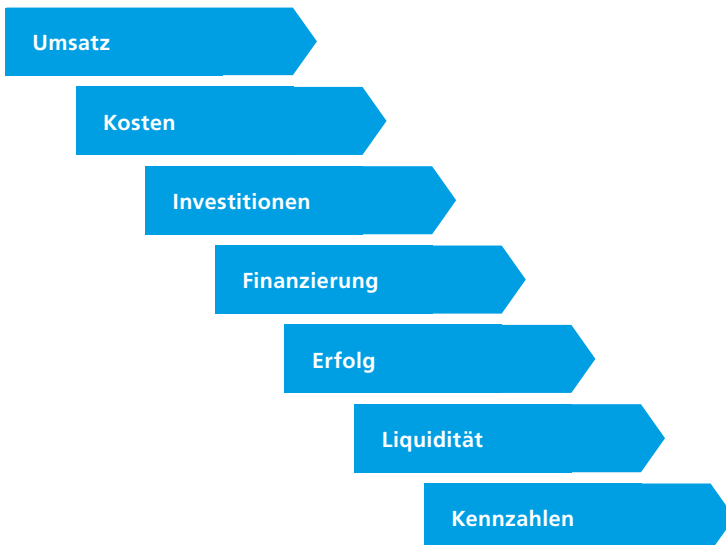 Umsatz
Kosten
Investitionen
Finanzierung
Erfolg
Liquidität
Kennzahlen